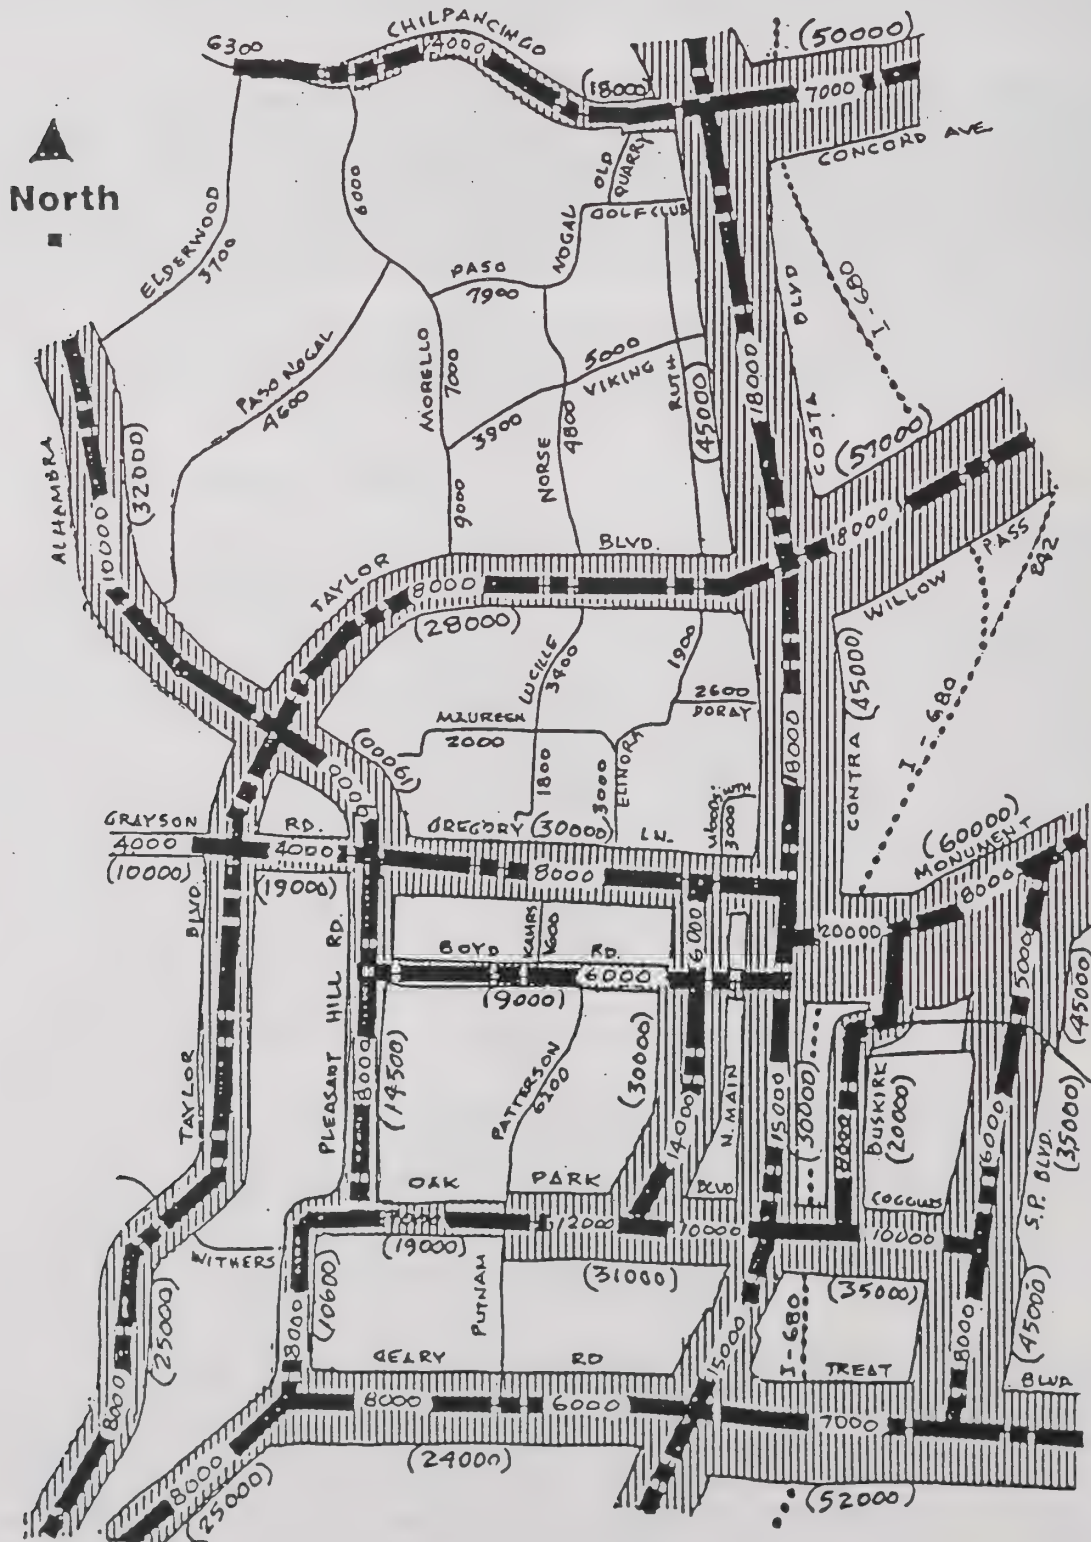 CHILPANCINGO
6300
4000
(18000)
(50000)
7000
CONCORD AVE
North
ELDERWOOD
3700
6000
OLD
QUARRY
GOLF CLUB
NOGAL
PASO
7900
I-680
BLVD
COSTA
PASO NOGAL
4600
MORELLO
7000
5000
VIKING
3900
RUTH
(45000)
18000
NORSE
4800
9000
(57000)
18000
WILLOW PASS
242
ALHAMBRA
(32000)
10000
TAYLOR
BLVD.
8000
(28000)
LUCILLE
3400
1900
2600
DORAY
MAUREEN
2000
1800
3000
ELINORA
3000
18000
CONTRA (45000)
I-680
(19000)
GRAYSON
RD.
4000
4000
(10000)
(19000)
GREGORY (30000)
LN.
8000
(60000)
MONUMENT
8000
20000
5000
(45000)
BLVD.
PLEASANT HILL RD.
BOYD
RD.
1600
6000
6000
(9000)
8000
(14500)
PATTERSON
6200
(30000)
14000
N. MAIN
15000
(30000)
8000
BUSKIRK
(20000)
6000
(35000)
S.P. BLVD.
TAYLOR
OAK
PARK
BLVD
COGGINS
(19000)
12000
10000
10000
(31000)
(35000)
WITHERS
(10600)
8000
PUTNAM
(25000)
8000
GEARY
RD
15000
I-680
TREAT
BLVD
8000
(45000)
8000
6000
7000
(24000)
(52000)
8000
(25000)